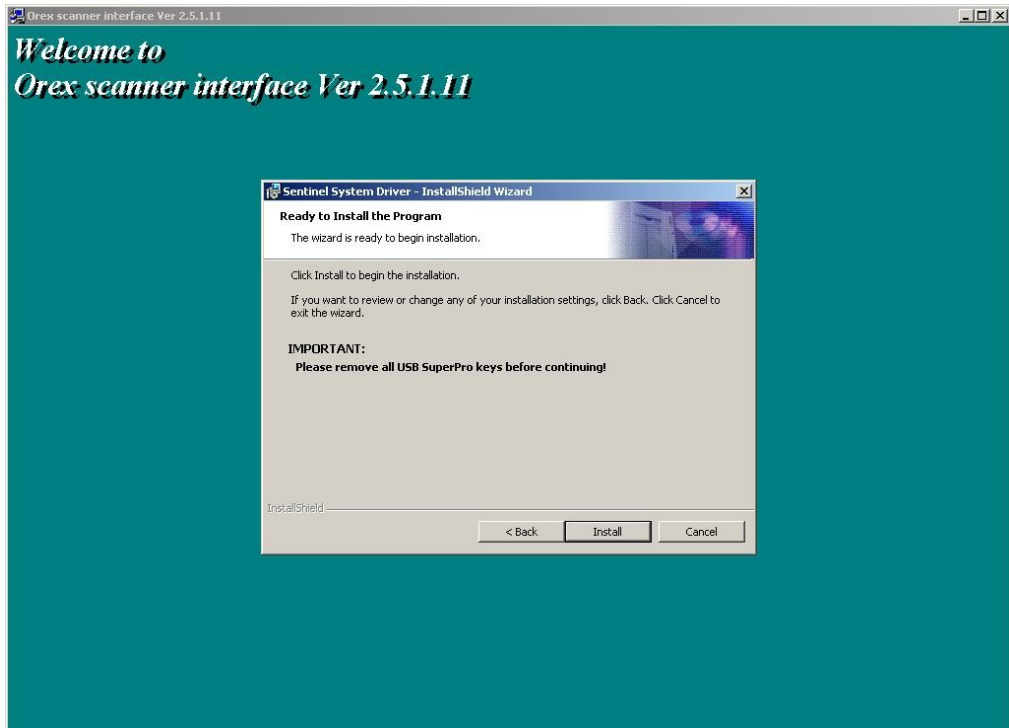 Orex scanner interface Ver 2.5.1.11
Welcome to
Orex scanner interface Ver 2.5.1.11
Sentinel System Driver - InstallShield Wizard
Ready to Install the Program
The wizard is ready to begin installation.
Click Install to begin the installation.
If you want to review or change any of your installation settings, click Back. Click Cancel to
exit the wizard.
IMPORTANT:
Please remove all USB SuperPro keys before continuing!
InstallShield
< Back Install Cancel